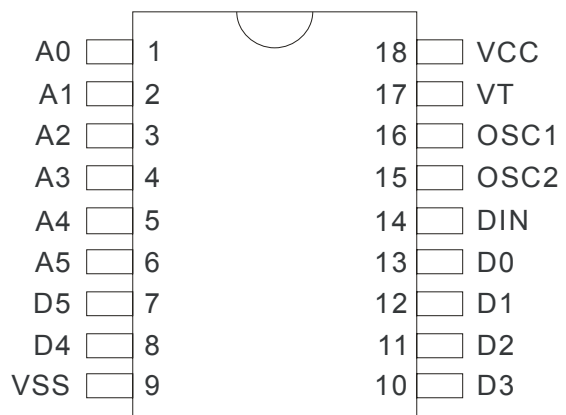 A0 1 18 VCC
A1 2 17 VT
A2 3 16 OSC1
A3 4 15 OSC2
A4 5 14 DIN
A5 6 13 D0
D5 7 12 D1
D4 8 11 D2
VSS 9 10 D3